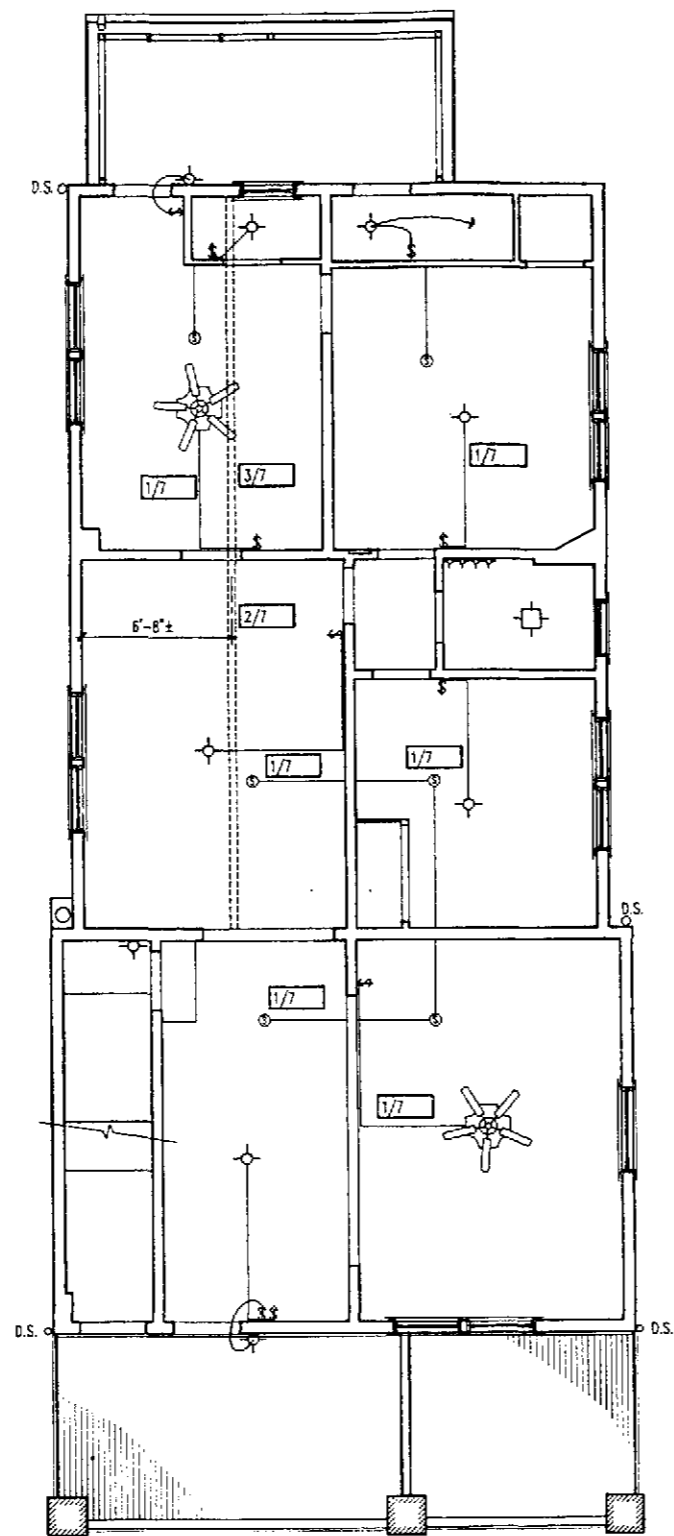 D.S.
$
$
$
S
S
1/7
3/7
1/7
$
$
6'-8"±
2/7
$
$
1/7
1/7
S
S
D.S.
$
1/7
S
S
1/7
$$
D.S.
D.S.